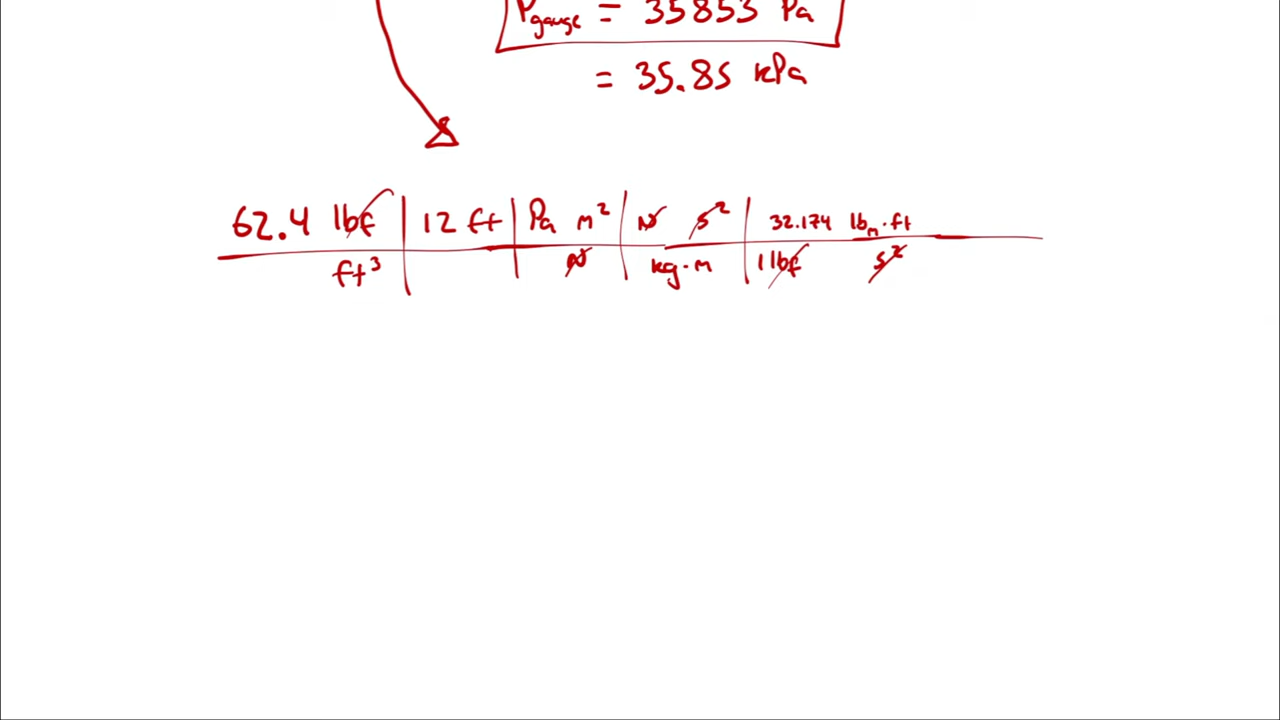 Pgauge = 35853 Pa
= 35.85 kPa
62.4 lbf | 12 ft | Pa m² | N s² | 32.174 lbm·ft
ft³ | | N | kg·m | 1 lbf s²